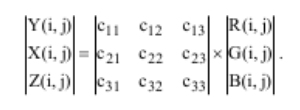 |Y(i, j)| |c₁₁ c₁₂ c₁₃| |R(i, j)|
|X(i, j)| = |c₂₁ c₂₂ c₂₃| × |G(i, j)| .
|Z(i, j)| |c₃₁ c₃₂ c₃₃| |B(i, j)|